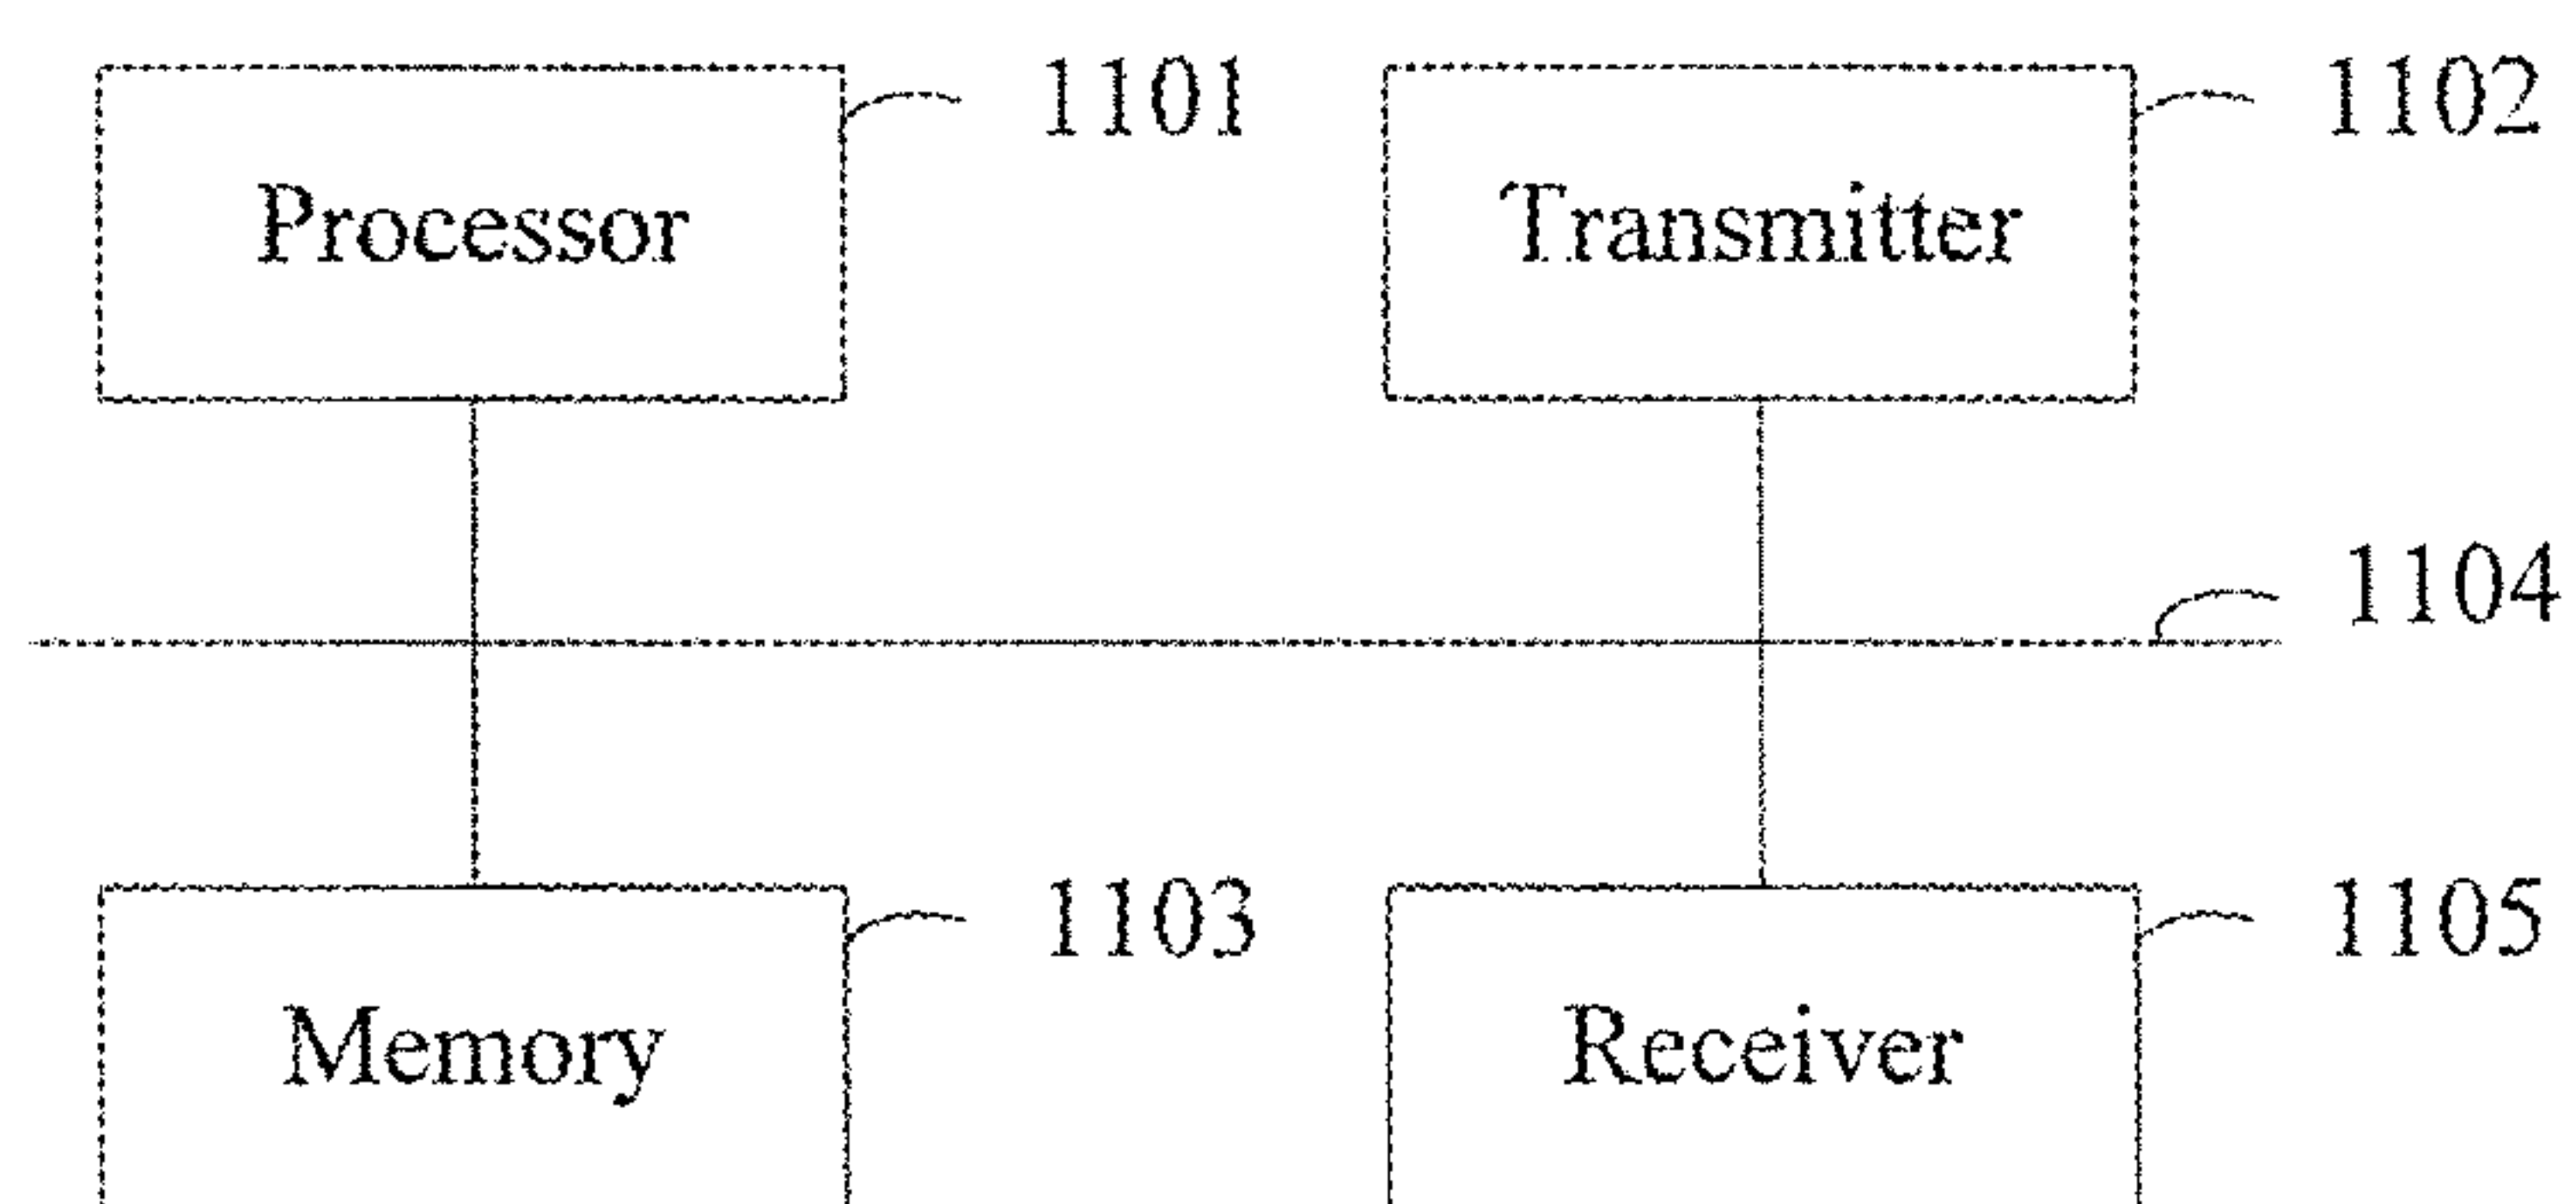 1101
1102
Processor
Transmitter
1104
1103
1105
Memory
Receiver